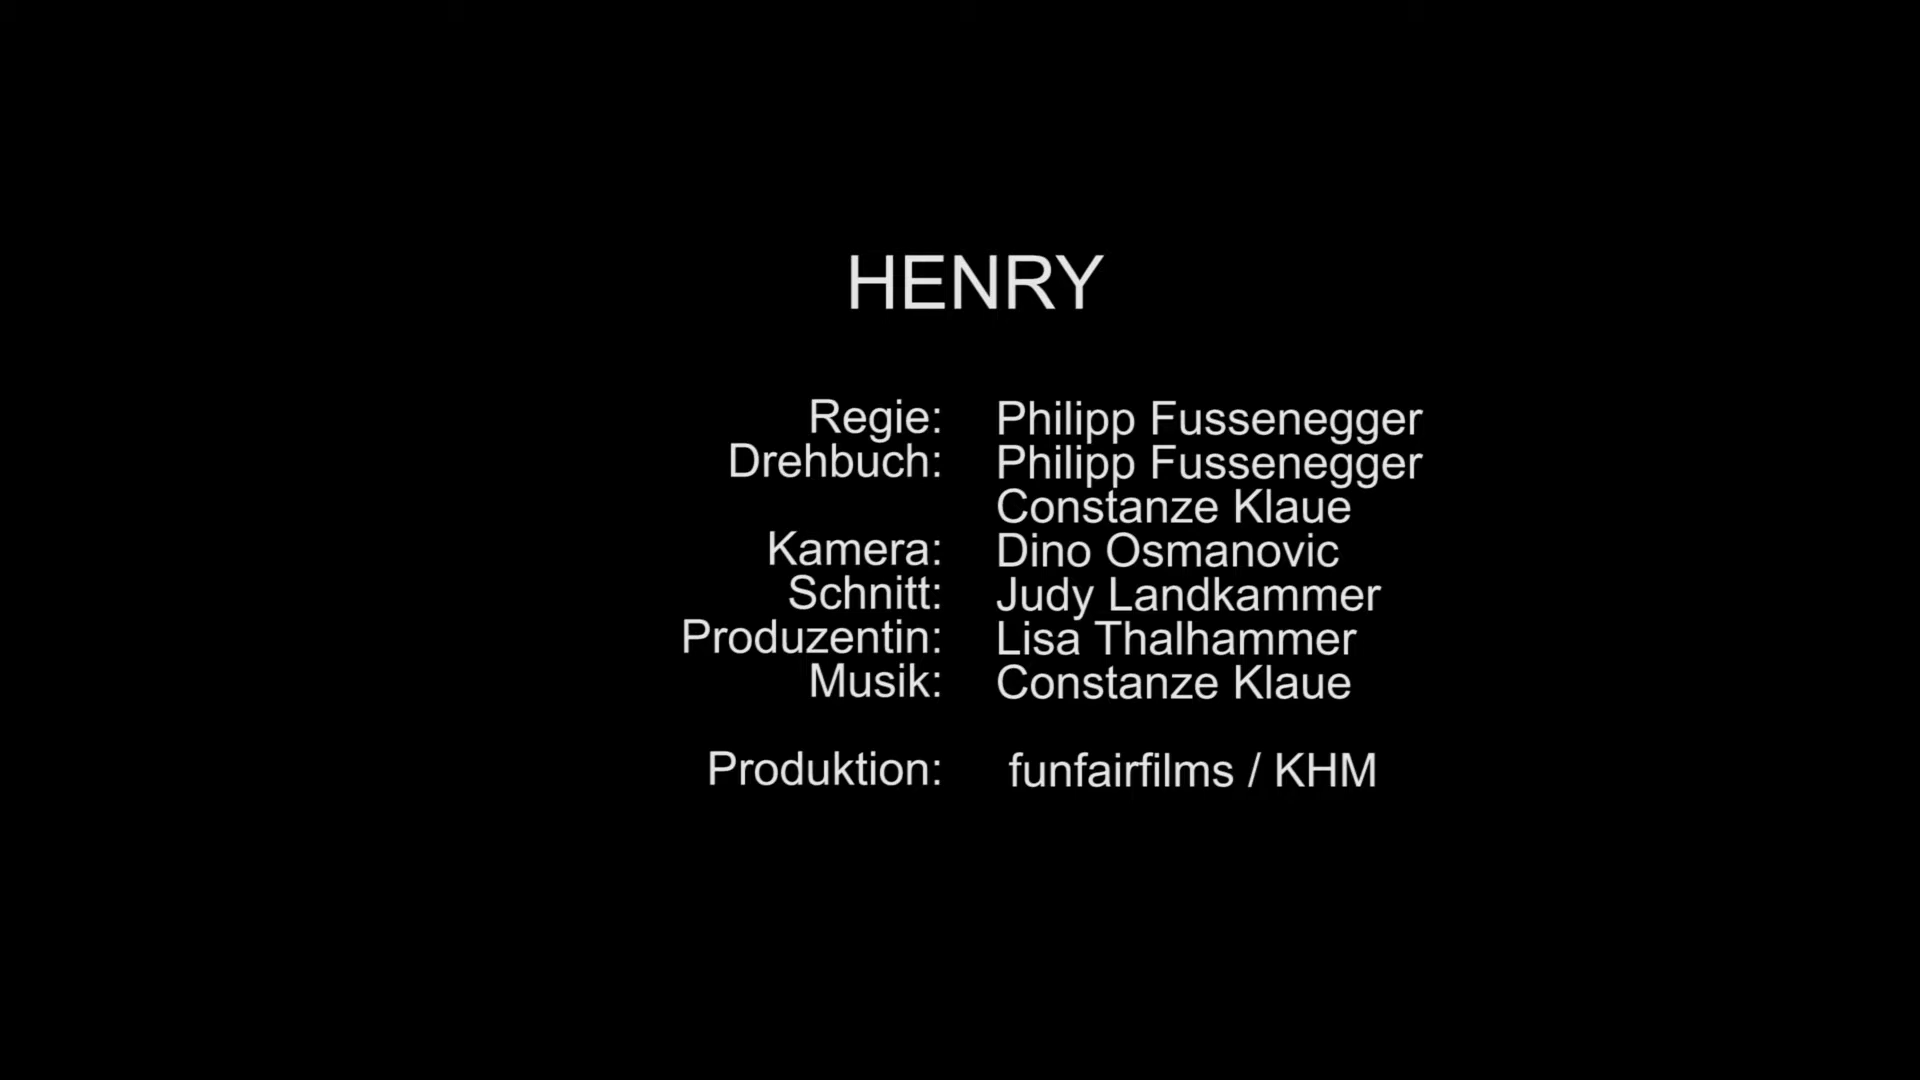 HENRY
Regie: Philipp Fussenegger
Drehbuch: Philipp Fussenegger
Constanze Klaue
Kamera: Dino Osmanovic
Schnitt: Judy Landkammer
Produzentin: Lisa Thalhammer
Musik: Constanze Klaue
Produktion: funfairfilms / KHM